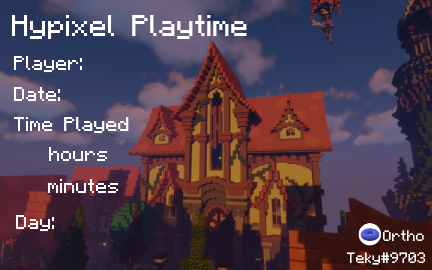 Hypixel Playtime
Player:
Date:
Time Played
hours
minutes
Day:
Ortho
Teky#9703